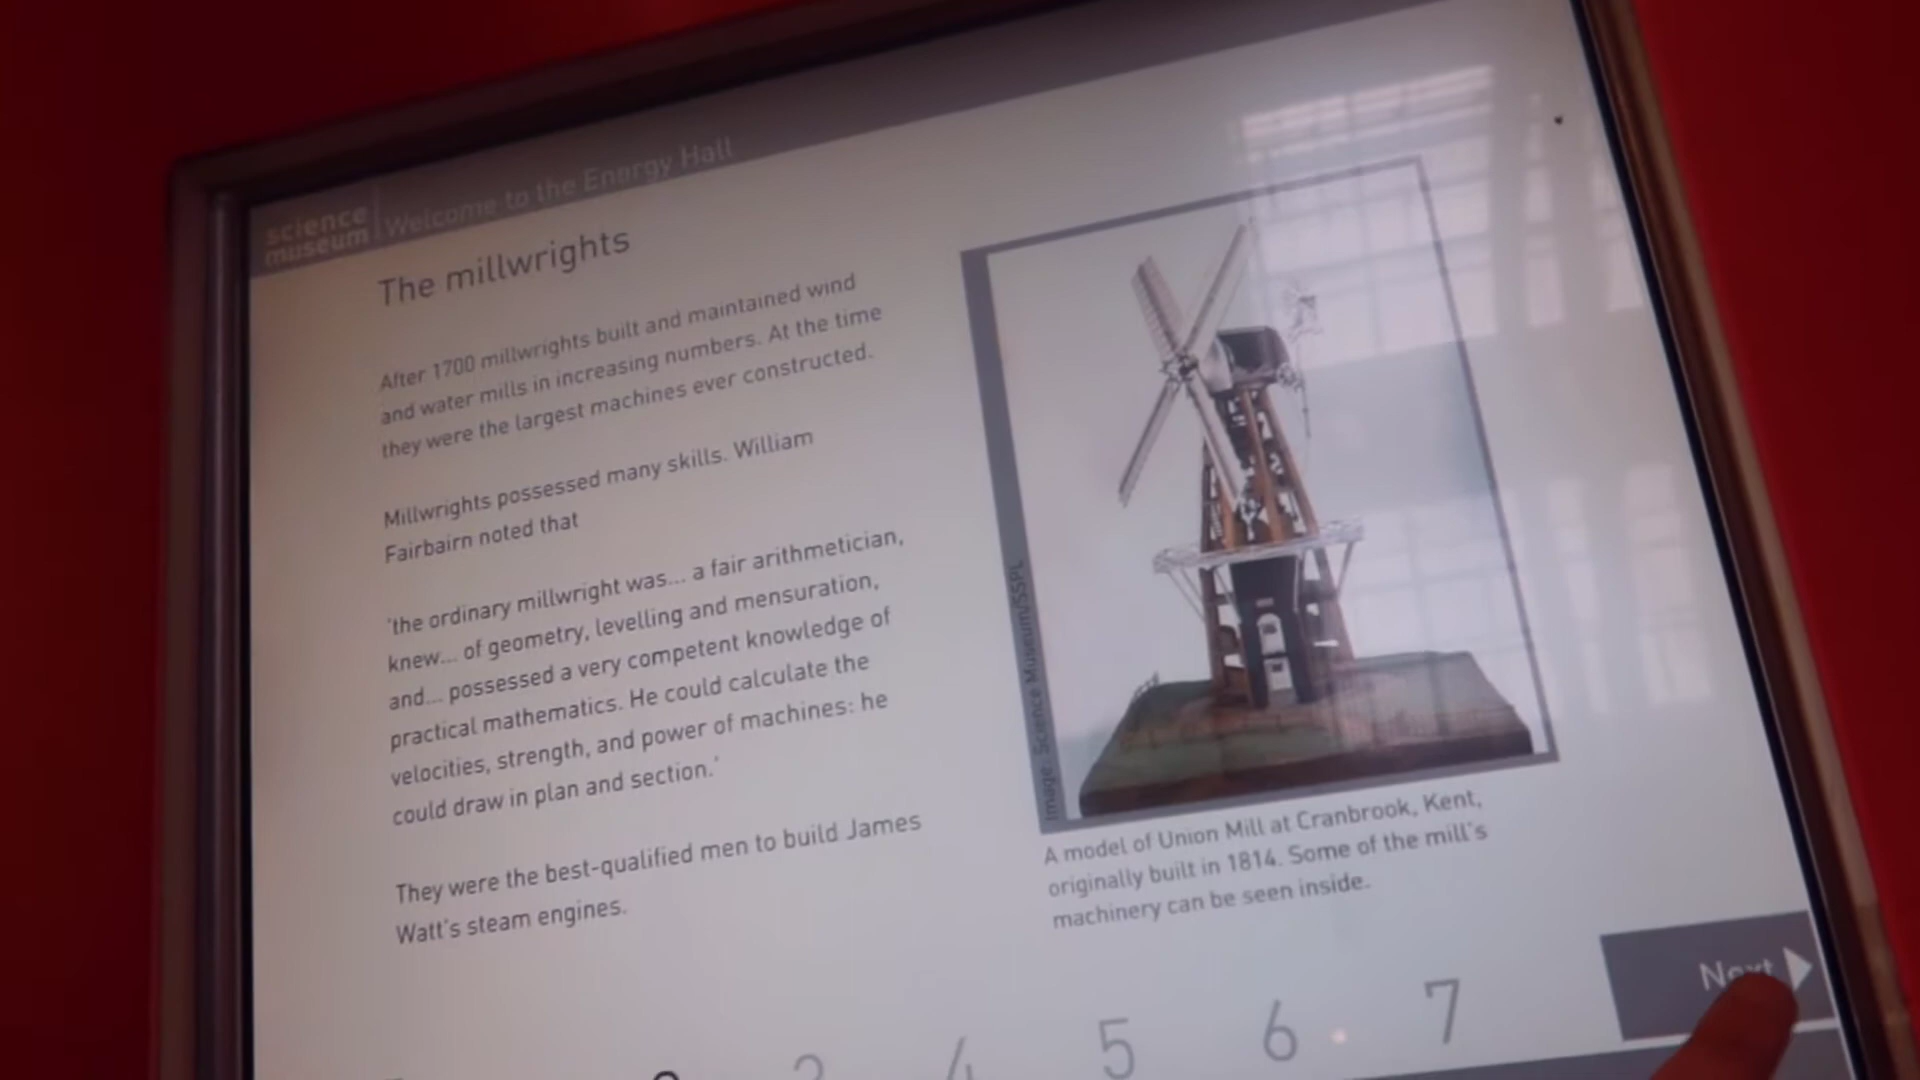 science
museum
Welcome to the Energy Hall
The millwrights
After 1700 millwrights built and maintained wind
and water mills in increasing numbers. At the time
they were the largest machines ever constructed.
Millwrights possessed many skills. William
Fairbairn noted that
'the ordinary millwright was... a fair arithmetician,
knew... of geometry, levelling and mensuration,
and... possessed a very competent knowledge of
practical mathematics. He could calculate the
velocities, strength, and power of machines: he
could draw in plan and section.'
They were the best-qualified men to build James
Watt's steam engines.
Image: Science Museum/SSPL
A model of Union Mill at Cranbrook, Kent,
originally built in 1814. Some of the mill's
machinery can be seen inside.
Next
4 5 6 7